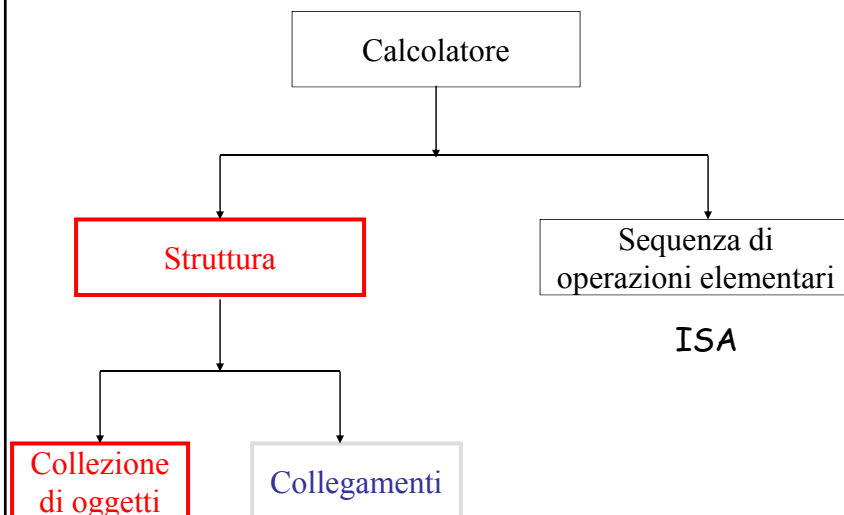 Calcolatore
Struttura
Sequenza di
operazioni elementari
ISA
Collezione
di oggetti
Collegamenti